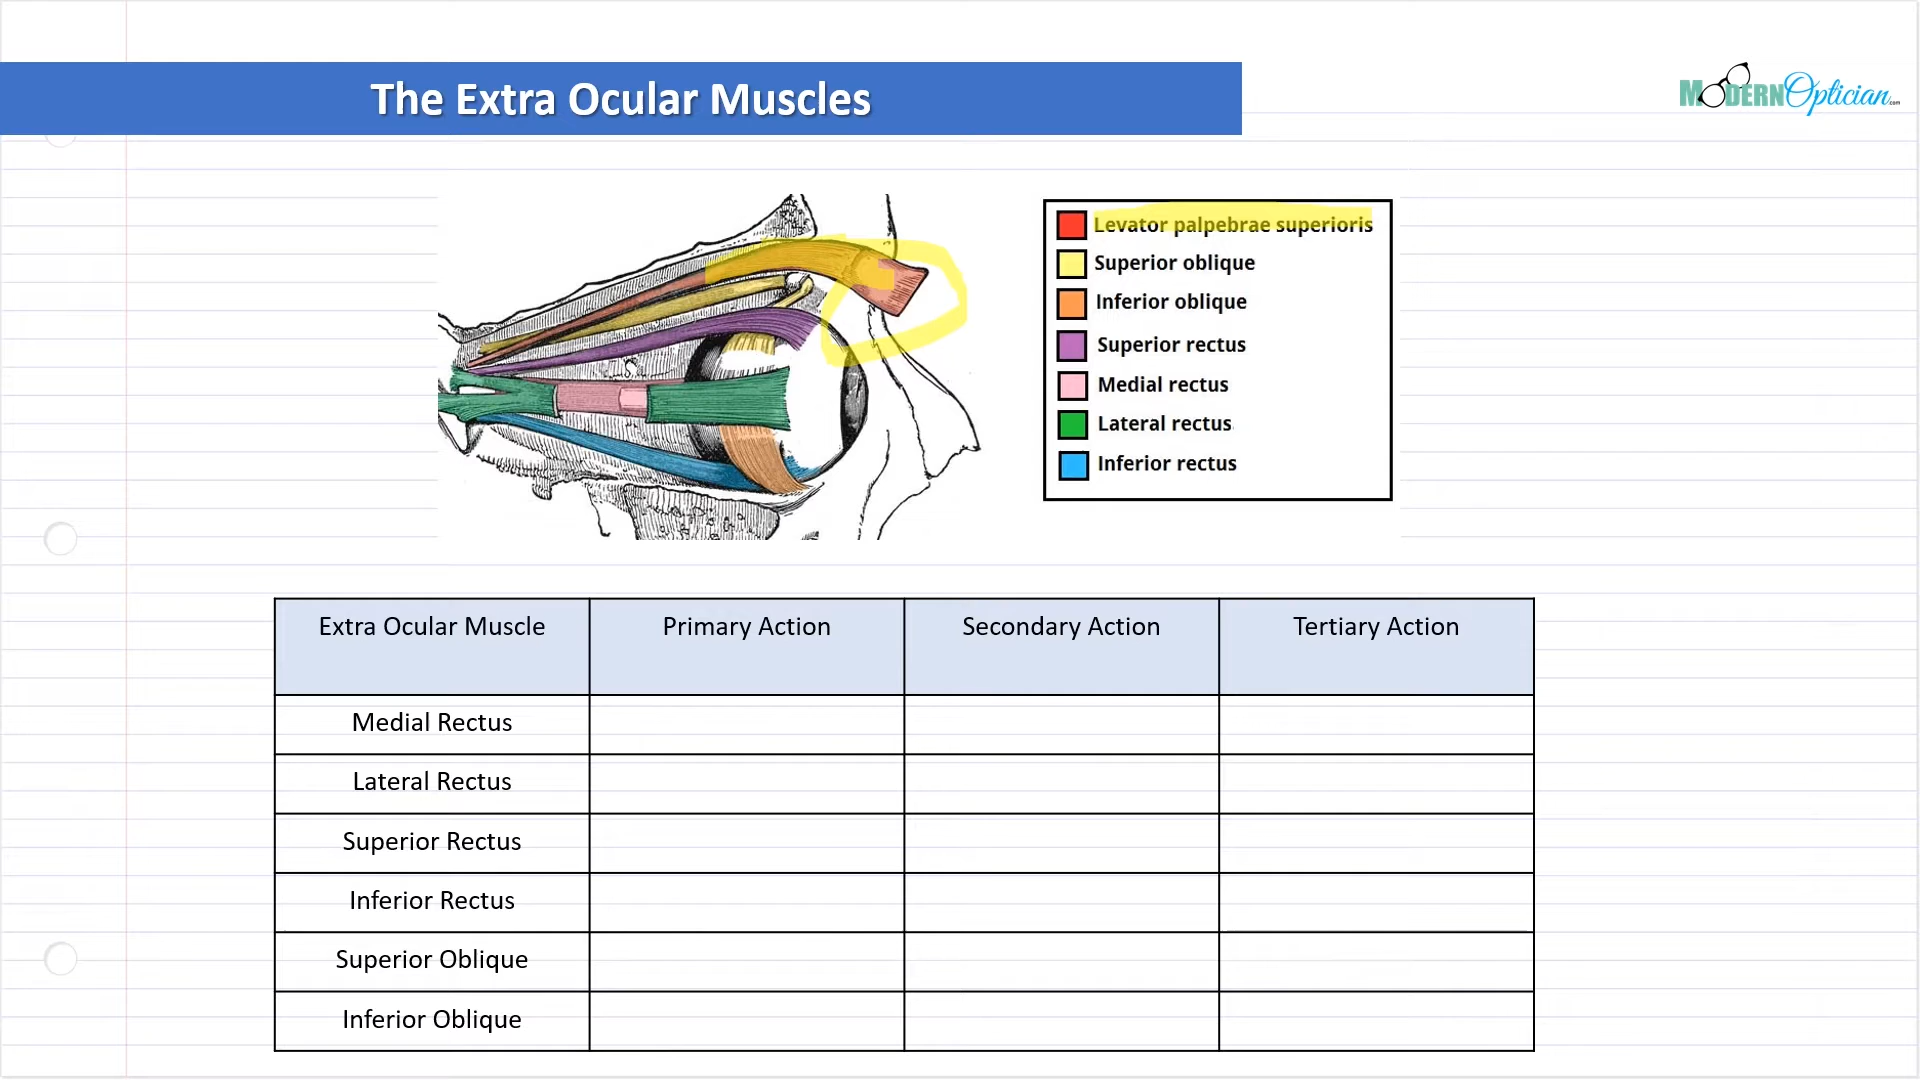 The Extra Ocular Muscles
MODERNOptician.com
Levator palpebrae superioris
Superior oblique
Inferior oblique
Superior rectus
Medial rectus
Lateral rectus
Inferior rectus
Extra Ocular Muscle Primary Action Secondary Action Tertiary Action
Medial Rectus
Lateral Rectus
Superior Rectus
Inferior Rectus
Superior Oblique
Inferior Oblique